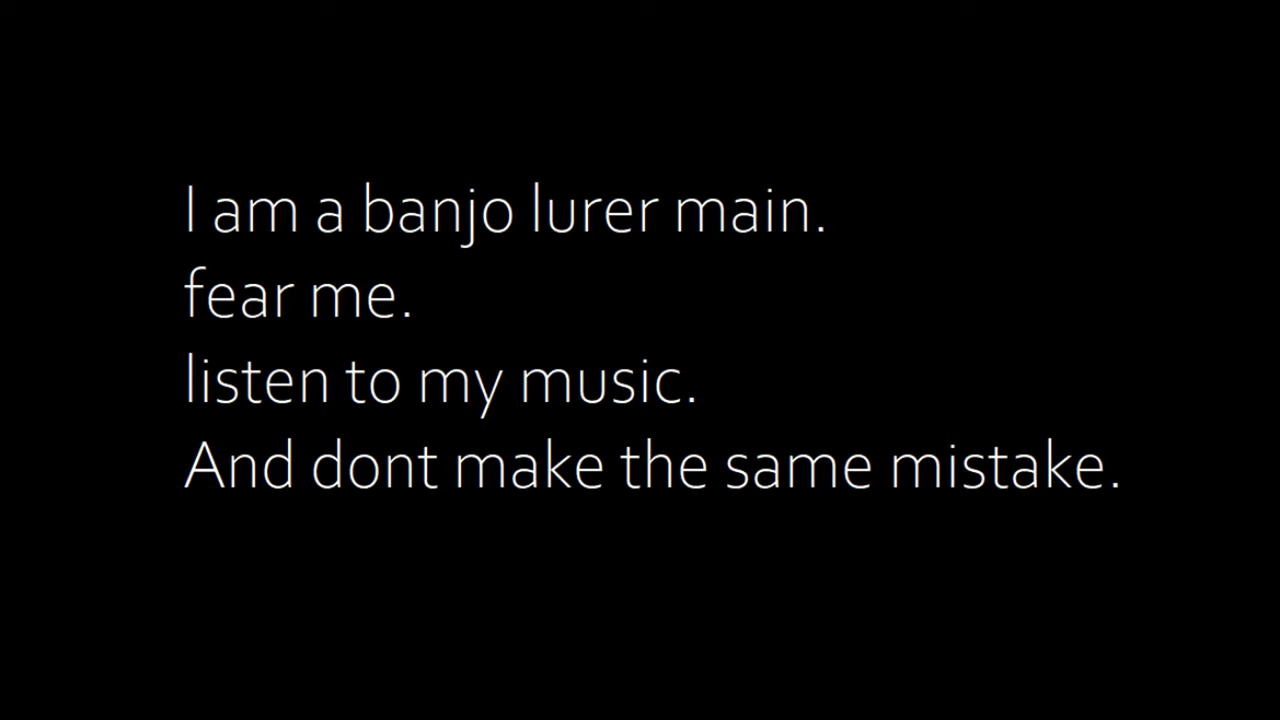 I am a banjo lurer main.
fear me.
listen to my music.
And dont make the same mistake.